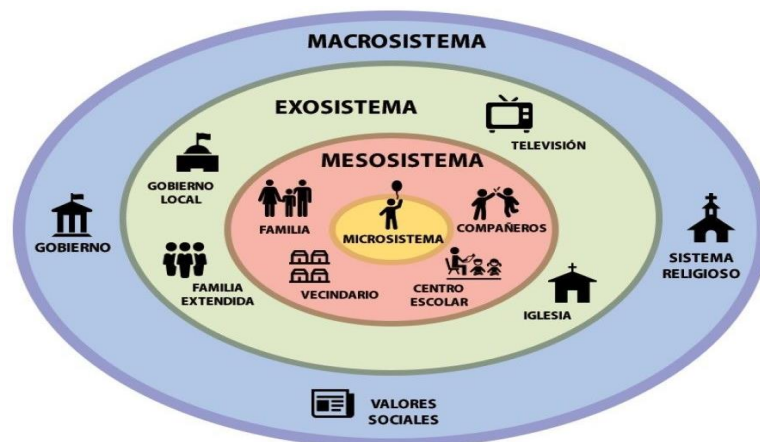 MACROSISTEMA
EXOSISTEMA
TELEVISIÓN
MESOSISTEMA
GOBIERNO
LOCAL
FAMILIA
COMPAÑEROS
MICROSISTEMA
GOBIERNO
SISTEMA
RELIGIOSO
FAMILIA
EXTENDIDA
VECINDARIO
CENTRO
ESCOLAR
IGLESIA
VALORES
SOCIALES